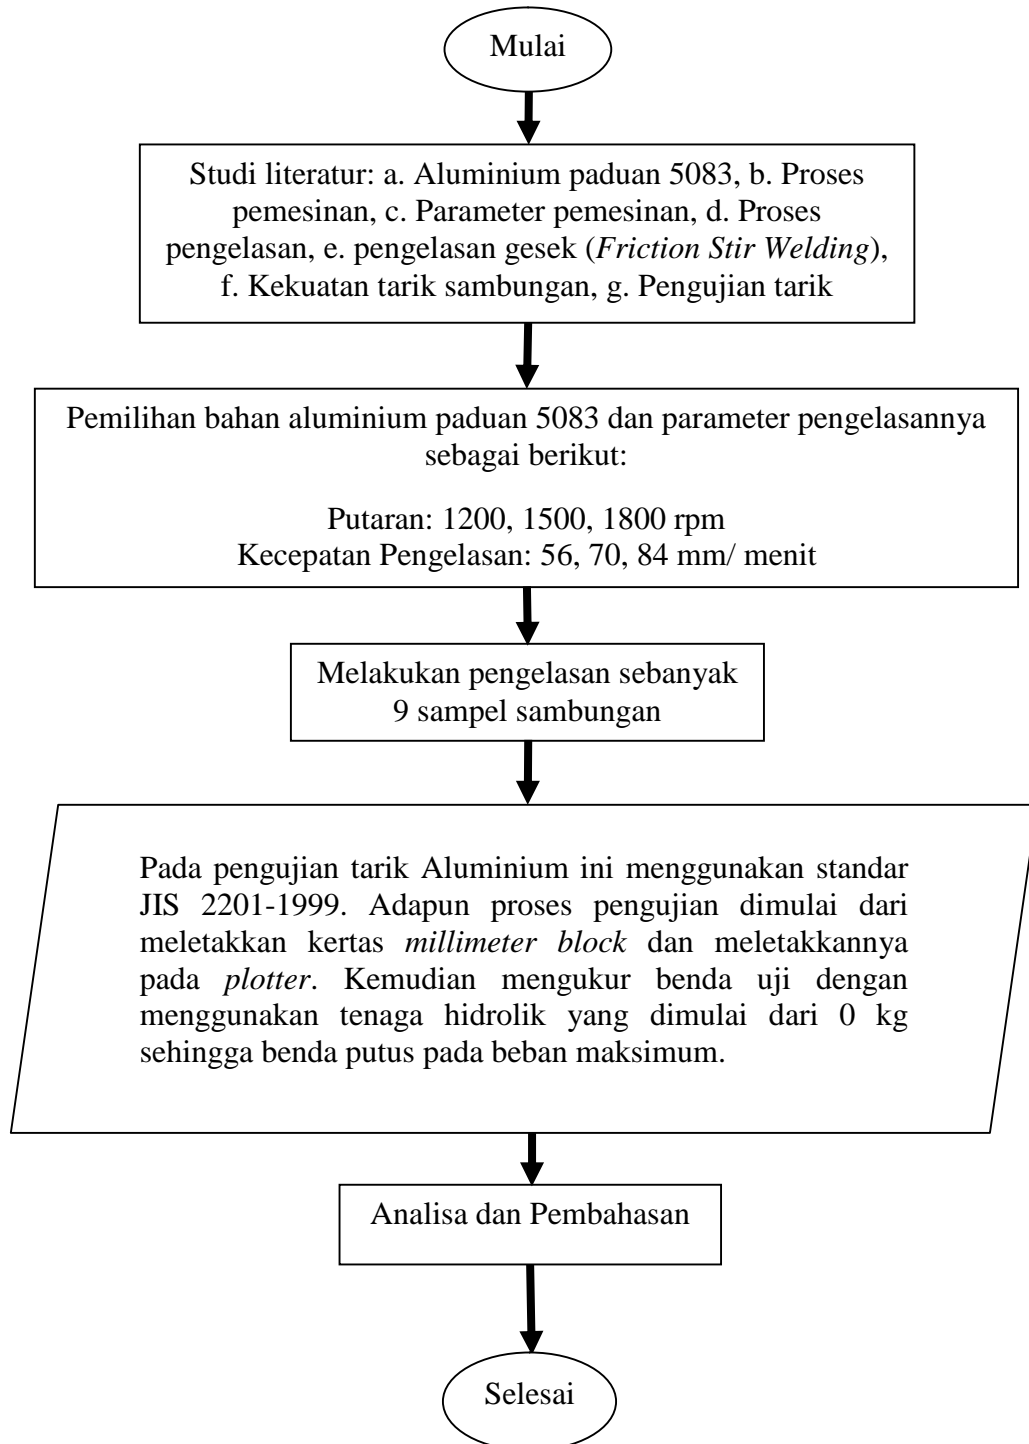 Mulai
Studi literatur: a. Aluminium paduan 5083, b. Proses
pemesinan, c. Parameter pemesinan, d. Proses
pengelasan, e. pengelasan gesek (Friction Stir Welding),
f. Kekuatan tarik sambungan, g. Pengujian tarik
Pemilihan bahan aluminium paduan 5083 dan parameter pengelasannya
sebagai berikut:
Putaran: 1200, 1500, 1800 rpm
Kecepatan Pengelasan: 56, 70, 84 mm/ menit
Melakukan pengelasan sebanyak
9 sampel sambungan
Pada pengujian tarik Aluminium ini menggunakan standar
JIS 2201-1999. Adapun proses pengujian dimulai dari
meletakkan kertas millimeter block dan meletakkannya
pada plotter. Kemudian mengukur benda uji dengan
menggunakan tenaga hidrolik yang dimulai dari 0 kg
sehingga benda putus pada beban maksimum.
Analisa dan Pembahasan
Selesai